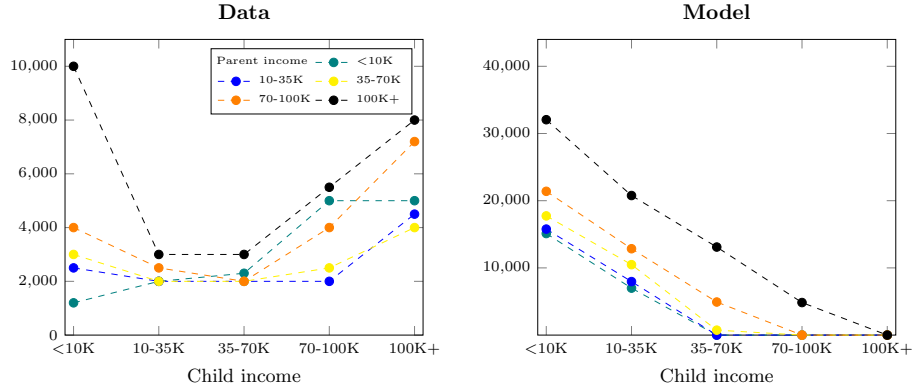 Data
10,000
8,000
6,000
4,000
2,000
0
Parent income
<10K
10-35K
35-70K
70-100K
100K+
<10K
10-35K
35-70K
70-100K
100K+
Child income
Model
40,000
30,000
20,000
10,000
<10K
10-35K
35-70K
70-100K
100K+
Child income